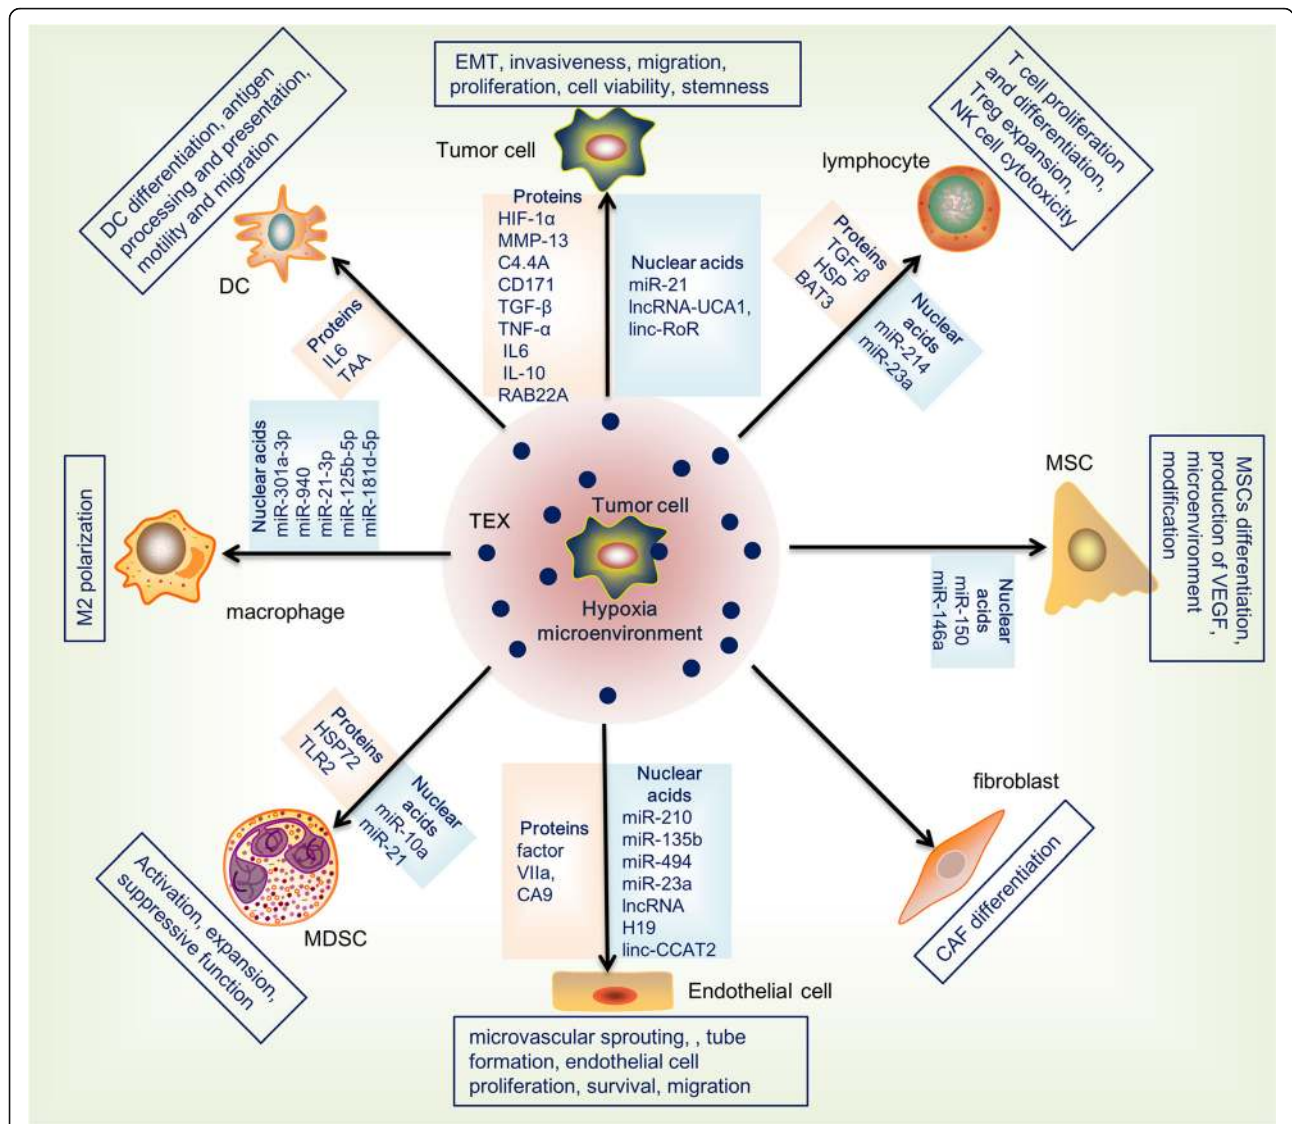 EMT, invasiveness, migration,
proliferation, cell viability, stemness
Tumor cell
Proteins
HIF-1α
MMP-13
C4.4A
CD171
TGF-β
TNF-α
IL6
IL-10
RAB22A
Nuclear acids
miR-21
lncRNA-UCA1,
linc-RoR
T cell proliferation
and differentiation,
Treg expansion,
NK cell cytotoxicity
lymphocyte
Proteins
TGF-β
HSP
BAT3
Nuclear
acids
miR-214
miR-23a
MSC
MSCs differentiation,
production of VEGF,
microenvironment
modification
Nuclear
acids
miR-150
miR-146a
fibroblast
CAF differentiation
Nuclear
acids
miR-210
miR-135b
miR-494
miR-23a
lncRNA
H19
linc-CCAT2
Proteins
factor
VIIa,
CA9
Endothelial cell
microvascular sprouting, , tube
formation, endothelial cell
proliferation, survival, migration
Proteins
HSP72
TLR2
Nuclear
acids
miR-10a
miR-21
MDSC
Activation, expansion,
suppressive function
Nuclear acids
miR-301a-3p
miR-940
miR-21-3p
miR-125b-5p
miR-181d-5p
macrophage
M2 polarization
Proteins
IL6
TAA
DC
DC differentiation, antigen
processing and presentation,
motility and migration
TEX
Tumor cell
Hypoxia
microenvironment